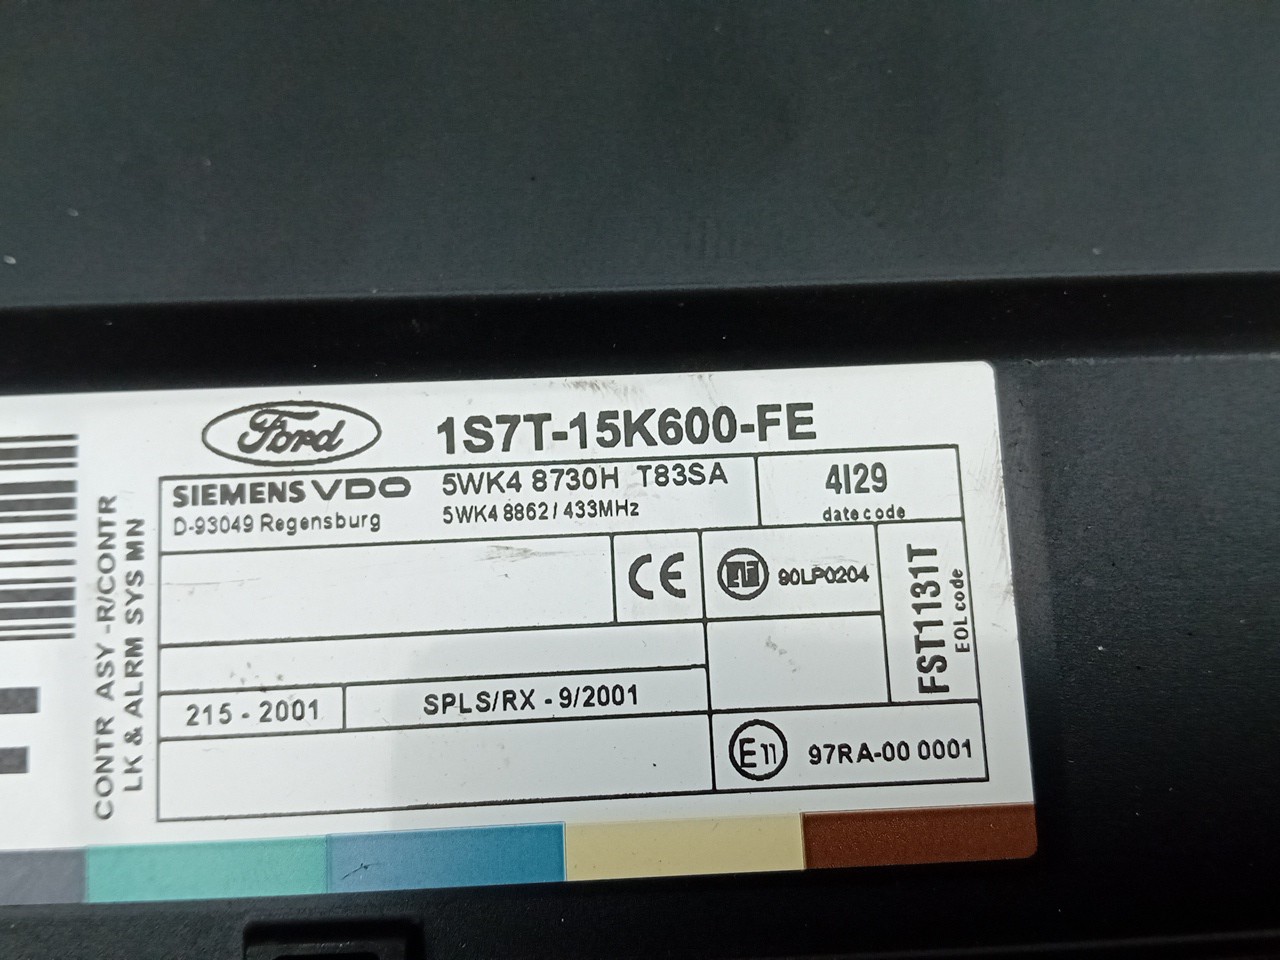 CONTR ASY -R/CONTR
LK & ALRM SYS MN
Ford
1S7T-15K600-FE
SIEMENS VDO
D-93049 Regensburg
5WK4 8730H T83SA
5WK4 8862/433MHz
4I29
date code
CE
90LP0204
FST1131T
EOL code
215 - 2001
SPLS/RX - 9/2001
E11
97RA-00 0001